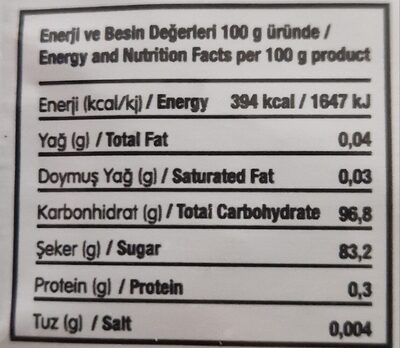 Enerji ve Besin Değerleri 100 g üründe /
Energy and Nutrition Facts per 100 g product
Enerji (kcal/kj) / Energy 394 kcal / 1647 kJ
Yağ (g) / Total Fat 0,04
Doymuş Yağ (g) / Saturated Fat 0,03
Karbonhidrat (g) / Total Carbohydrate 96,8
Şeker (g) / Sugar 83,2
Protein (g) / Protein 0,3
Tuz (g) / Salt 0,004